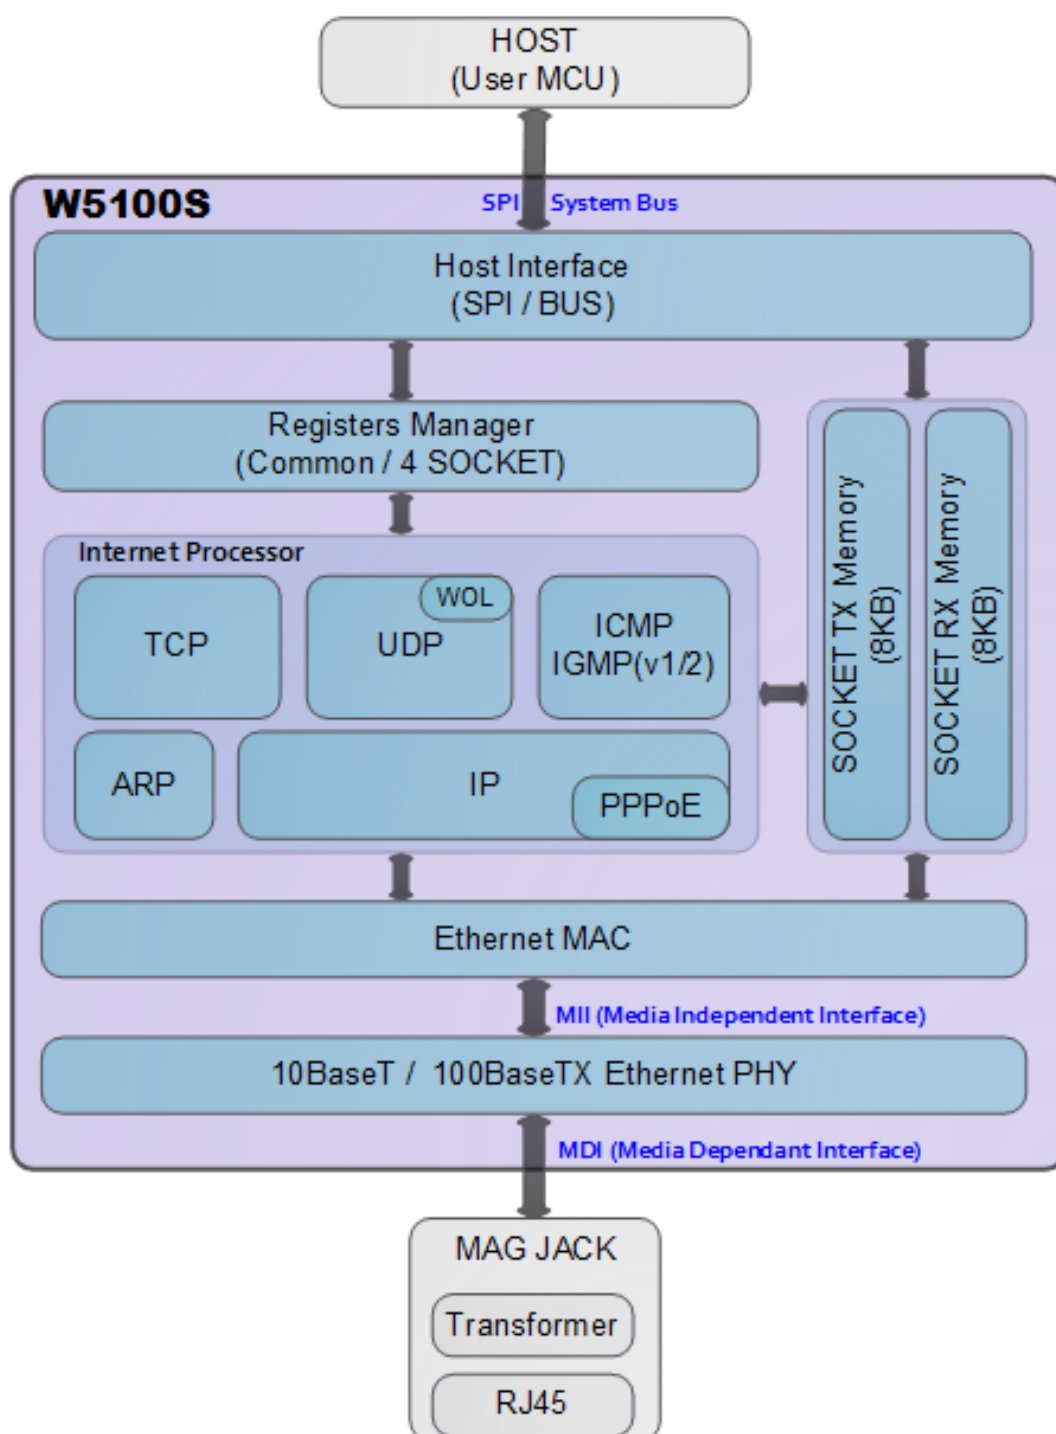 HOST
(User MCU)
W5100S
SPI
System Bus
Host Interface
(SPI / BUS)
Registers Manager
(Common / 4 SOCKET)
Internet Processor
TCP
UDP
WOL
ICMP
IGMP(v1/2)
ARP
IP
PPPoE
SOCKET TX Memory
(8KB)
SOCKET RX Memory
(8KB)
Ethernet MAC
MII (Media Independent Interface)
10BaseT / 100BaseTX Ethernet PHY
MDI (Media Dependant Interface)
MAG JACK
Transformer
RJ45